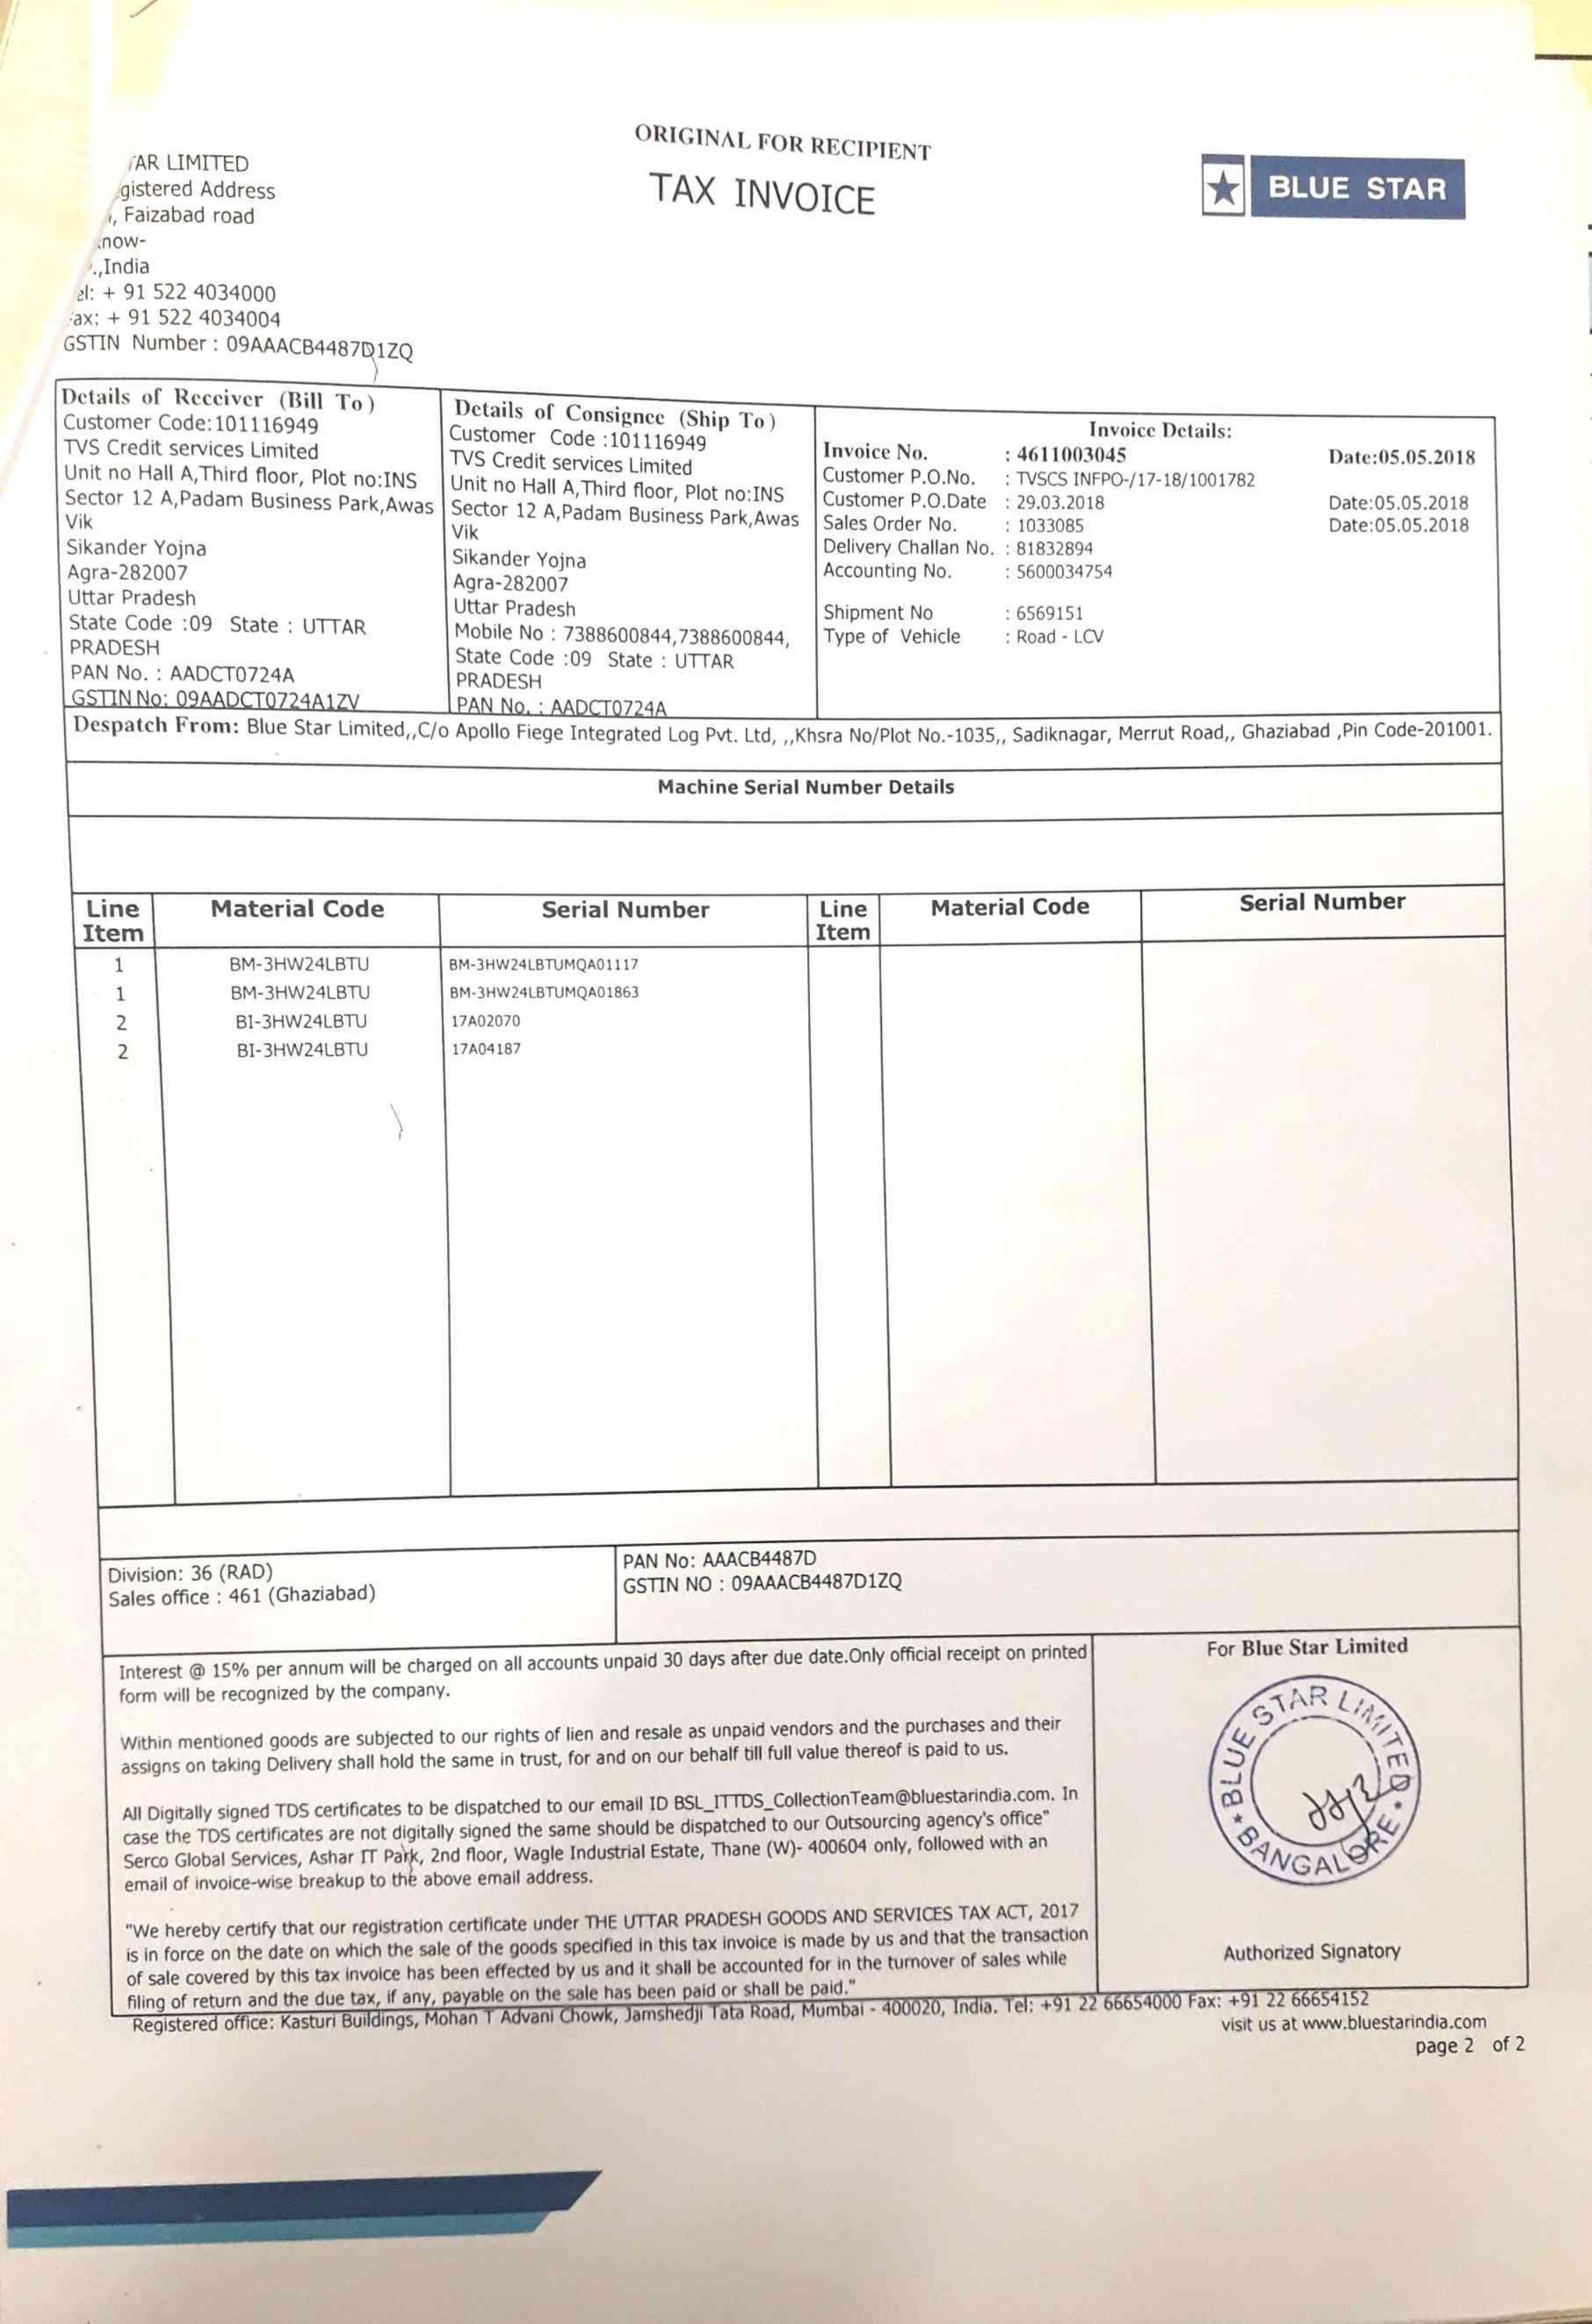 ORIGINAL FOR RECIPIENT
TAX INVOICE
BLUE STAR
AR LIMITED
gistered Address
, Faizabad road
now-
.,India
el: + 91 522 4034000
ax: + 91 522 4034004
GSTIN Number : 09AAACB4487D1ZQ
Details of Receiver (Bill To)
Customer Code:101116949
TVS Credit services Limited
Unit no Hall A,Third floor, Plot no:INS
Sector 12 A,Padam Business Park,Awas
Vik
Sikander Yojna
Agra-282007
Uttar Pradesh
State Code :09 State : UTTAR
PRADESH
PAN No. : AADCT0724A
GSTIN No: 09AADCT0724A1ZV
Details of Consignee (Ship To)
Customer Code :101116949
TVS Credit services Limited
Unit no Hall A,Third floor, Plot no:INS
Sector 12 A,Padam Business Park,Awas
Vik
Sikander Yojna
Agra-282007
Uttar Pradesh
Mobile No : 7388600844,7388600844,
State Code :09 State : UTTAR
PRADESH
PAN No. : AADCT0724A
Invoice Details:
Invoice No. : 4611003045 Date:05.05.2018
Customer P.O.No. : TVSCS INFPO-/17-18/1001782
Customer P.O.Date : 29.03.2018 Date:05.05.2018
Sales Order No. : 1033085 Date:05.05.2018
Delivery Challan No. : 81832894
Accounting No. : 5600034754
Shipment No : 6569151
Type of Vehicle : Road - LCV
Despatch From: Blue Star Limited,,C/o Apollo Fiege Integrated Log Pvt. Ltd, ,,Khsra No/Plot No.-1035,, Sadiknagar, Merrut Road,, Ghaziabad ,Pin Code-201001.
Machine Serial Number Details
Line Item Material Code Serial Number Line Item Material Code Serial Number
1 BM-3HW24LBTU BM-3HW24LBTUMQA01117
1 BM-3HW24LBTU BM-3HW24LBTUMQA01863
2 BI-3HW24LBTU 17A02070
2 BI-3HW24LBTU 17A04187
Division: 36 (RAD)
Sales office : 461 (Ghaziabad)
PAN No: AAACB4487D
GSTIN NO : 09AAACB4487D1ZQ
Interest @ 15% per annum will be charged on all accounts unpaid 30 days after due date.Only official receipt on printed
form will be recognized by the company.
Within mentioned goods are subjected to our rights of lien and resale as unpaid vendors and the purchases and their
assigns on taking Delivery shall hold the same in trust, for and on our behalf till full value thereof is paid to us.
All Digitally signed TDS certificates to be dispatched to our email ID BSL_ITTDS_CollectionTeam@bluestarindia.com. In
case the TDS certificates are not digitally signed the same should be dispatched to our Outsourcing agency's office"
Serco Global Services, Ashar IT Park, 2nd floor, Wagle Industrial Estate, Thane (W)- 400604 only, followed with an
email of invoice-wise breakup to the above email address.
"We hereby certify that our registration certificate under THE UTTAR PRADESH GOODS AND SERVICES TAX ACT, 2017
is in force on the date on which the sale of the goods specified in this tax invoice is made by us and that the transaction
of sale covered by this tax invoice has been effected by us and it shall be accounted for in the turnover of sales while
filing of return and the due tax, if any, payable on the sale has been paid or shall be paid."
For Blue Star Limited
BLUE STAR LIMITED
BANGALORE
Authorized Signatory
Registered office: Kasturi Buildings, Mohan T Advani Chowk, Jamshedji Tata Road, Mumbai - 400020, India. Tel: +91 22 66654000 Fax: +91 22 66654152
visit us at www.bluestarindia.com
page 2 of 2